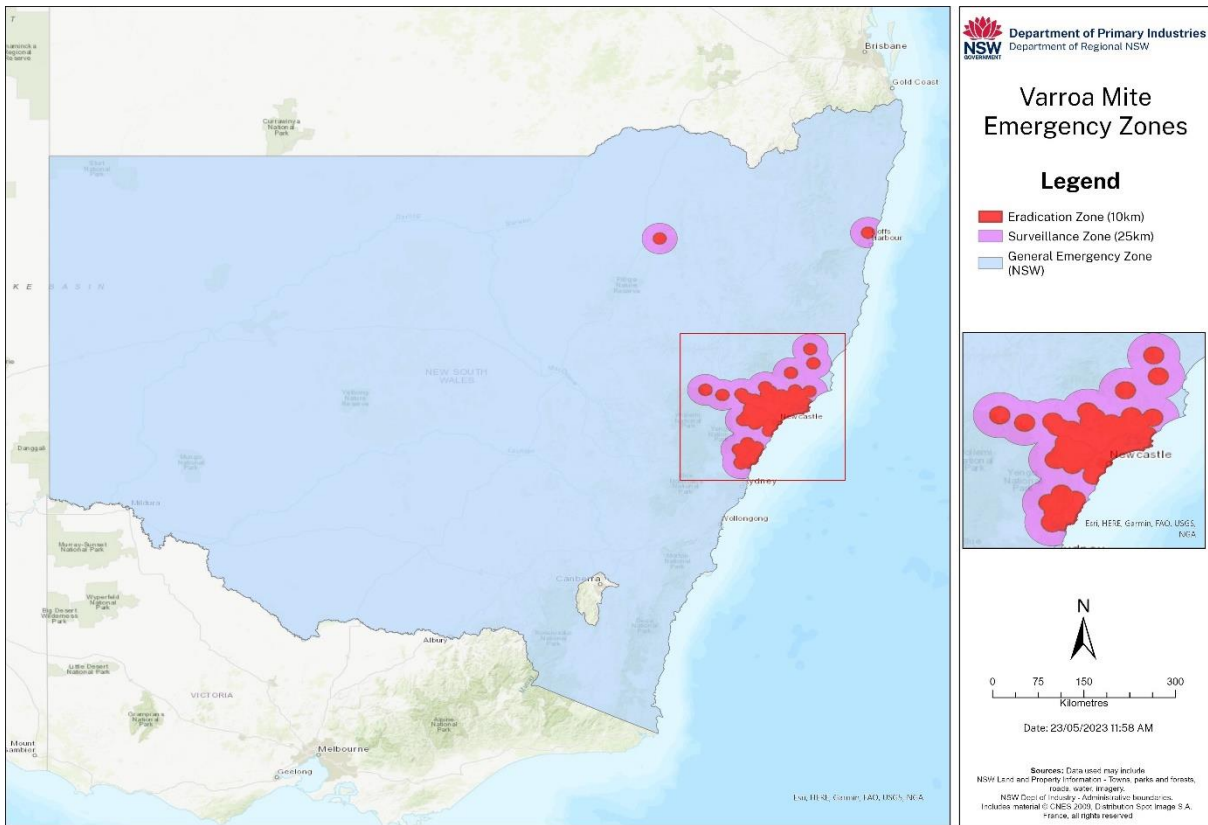 Brisbane
Gold Coast
Currawinya
National
Park
Coffs
Harbour
NEW SOUTH
WALES
Newcastle
Sydney
Wollongong
Danggali
Mildura
Murray-Sunset
National Park
Wyperfeld
National
Park
Big Desert
Wilderness
Park
Little Desert
National Park
Canberra
Albury
VICTORIA
Grampians
National
Park
Alpine
National
Park
Mount
Gambier
Melbourne
Geelong
Esri, HERE, Garmin, FAO, USGS, NGA
NSW
GOVERNMENT
Department of Primary Industries
Department of Regional NSW
Varroa Mite
Emergency Zones
Legend
Eradication Zone (10km)
Surveillance Zone (25km)
General Emergency Zone
(NSW)
Newcastle
Esri, HERE, Garmin, FAO, USGS,
NGA
N
0 75 150 300
Kilometres
Date: 23/05/2023 11:58 AM
Sources: Data used may include
NSW Land and Property Information - Towns, parks and forests,
roads, water, imagery.
NSW Dept of Industry - Administrative boundaries.
Includes material © CNES 2009, Distribution Spot Image S.A.
France, all rights reserved